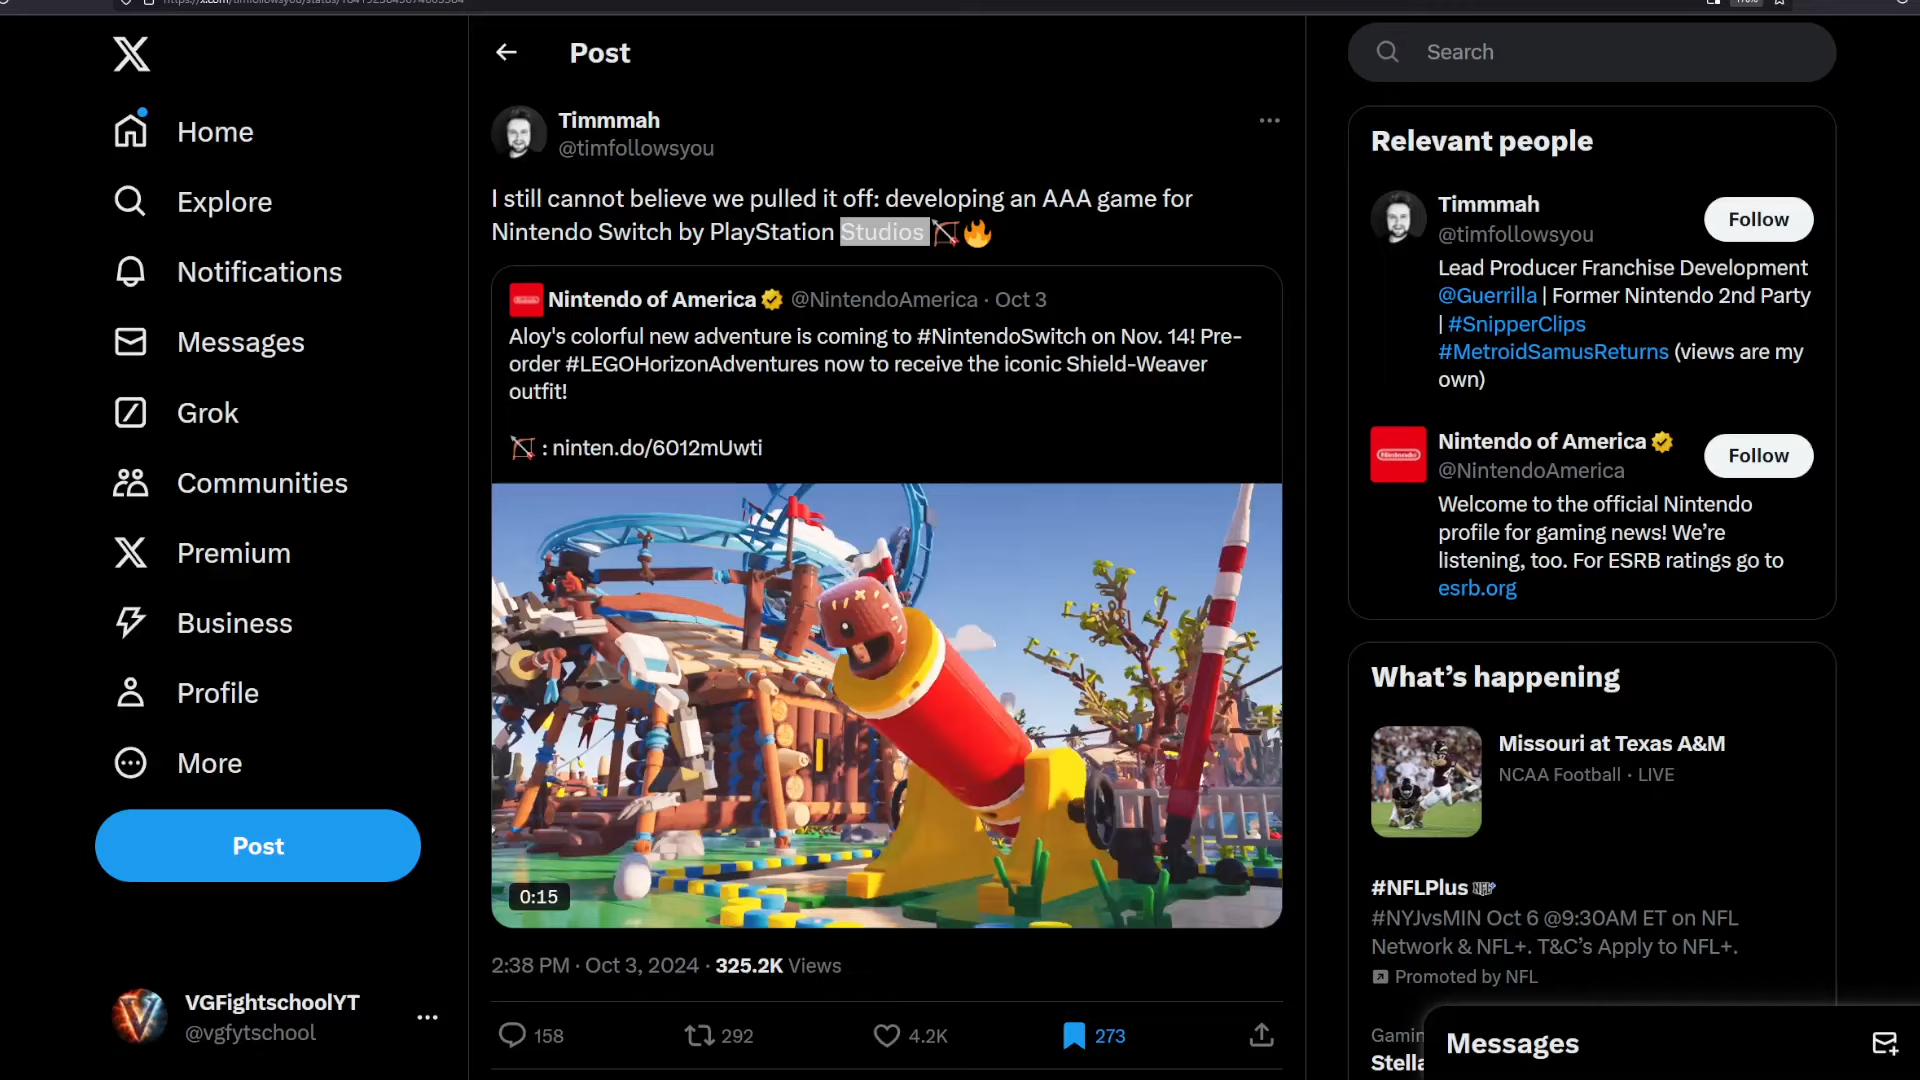 Home
Explore
Notifications
Messages
Grok
Communities
Premium
Business
Profile
More
Post
VGFightschoolYT
@vgfytschool
Post
Timmmah
@timfollowsyou
I still cannot believe we pulled it off: developing an AAA game for
Nintendo Switch by PlayStation Studios 🏹🔥
Nintendo of America @NintendoAmerica · Oct 3
Aloy's colorful new adventure is coming to #NintendoSwitch on Nov. 14! Pre-
order #LEGOHorizonAdventures now to receive the iconic Shield-Weaver
outfit!
🏹 : ninten.do/6012mUwti
0:15
2:38 PM · Oct 3, 2024 · 325.2K Views
158
292
4.2K
273
Search
Relevant people
Timmmah
@timfollowsyou
Follow
Lead Producer Franchise Development
@Guerrilla | Former Nintendo 2nd Party
| #SnipperClips
#MetroidSamusReturns (views are my
own)
Nintendo
Nintendo of America
@NintendoAmerica
Follow
Welcome to the official Nintendo
profile for gaming news! We're
listening, too. For ESRB ratings go to
esrb.org
What's happening
Missouri at Texas A&M
NCAA Football · LIVE
#NFLPlus
#NYJvsMIN Oct 6 @9:30AM ET on NFL
Network & NFL+. T&C's Apply to NFL+.
Promoted by NFL
Messages